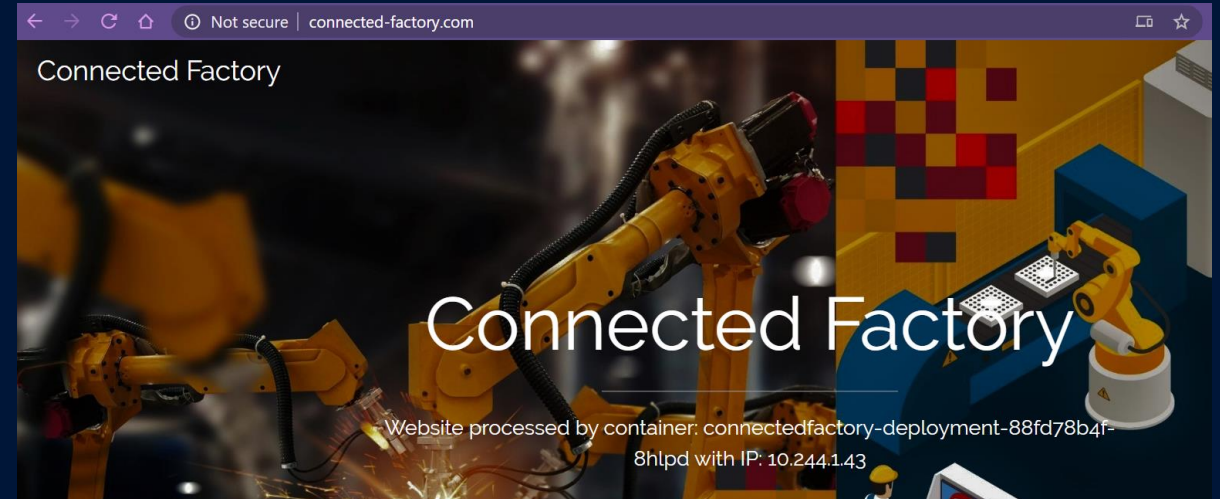 Not secure | connected-factory.com
Connected Factory
Connected Factory
Website processed by container: connectedfactory-deployment-88fd78b4f-
8hlpd with IP: 10.244.1.43